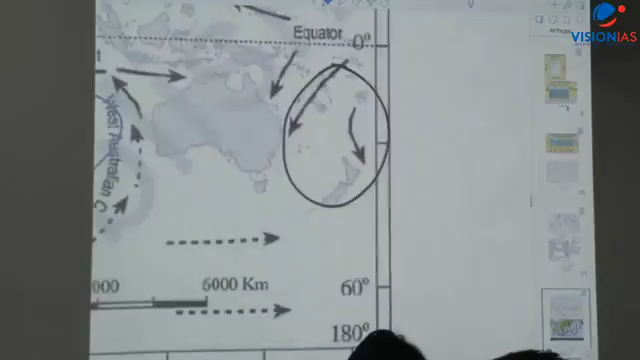 VISIONIAS
Equator
0°
West Australian C
000
6000 Km
60°
180°